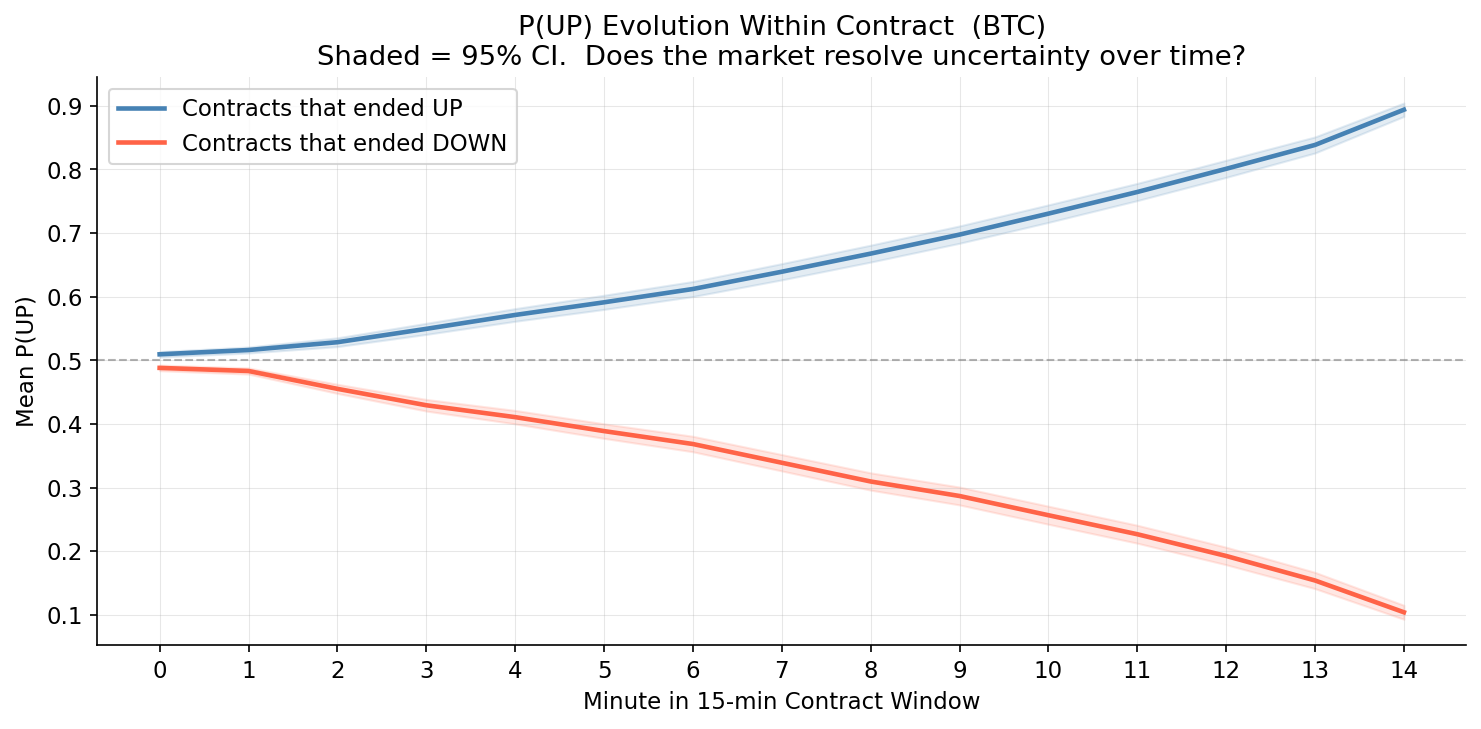 P(UP) Evolution Within Contract  (BTC)
Shaded = 95% CI.  Does the market resolve uncertainty over time?
Contracts that ended UP
Contracts that ended DOWN
Mean P(UP)
0.9
0.8
0.7
0.6
0.5
0.4
0.3
0.2
0.1
0 1 2 3 4 5 6 7 8 9 10 11 12 13 14
Minute in 15-min Contract Window